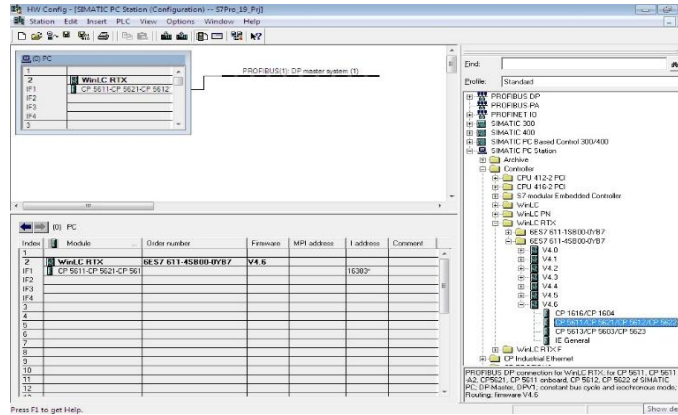 HW Config - [SIMATIC PC Station (Configuration) -- S7Pro_19_Prj]
Station Edit Insert PLC View Options Window Help
(0) PC
1
2 WinLC RTX
IF1 CP 5611-CP 5621-CP 5612
IF2
IF3
IF4
3
PROFIBUS(1): DP master system (1)
Find:
Profile: Standard
PROFIBUS DP
PROFIBUS-PA
PROFINET IO
SIMATIC 300
SIMATIC 400
SIMATIC PC Based Control 300/400
SIMATIC PC Station
Archive
Controller
CPU 412-2 PCI
CPU 416-2 PCI
S7-modular Embedded Controller
WinLC
WinLC PN
WinLC RTX
6ES7 611-1SB00-0YB7
6ES7 611-4SB00-0YB7
V4.0
V4.1
V4.2
V4.3
V4.4
V4.5
V4.6
CP 1616/CP 1604
CP 5611/CP 5621/CP 5612/CP 5622
CP 5613/CP 5603/CP 5623
IE General
WinLC RTX F
CP Industrial Ethernet
(0) PC
Index Module ... Order number Firmware MPI address I address Comment
1
2 WinLC RTX 6ES7 611-4SB00-0YB7 V4.6
IF1 CP 5611-CP 5621-CP 561 16383*
IF2
IF3
IF4
3
4
5
6
7
8
9
10
11
12
PROFIBUS DP connection for WinLC RTX, for CP 5611, CP 5611
-A2, CP5621, CP 5611 onboard, CP 5612, CP 5622 of SIMATIC
PC; DP Master, DPV1; constant bus cycle and isochronous mode;
Routing; firmware V4.6
Press F1 to get Help.
Show de